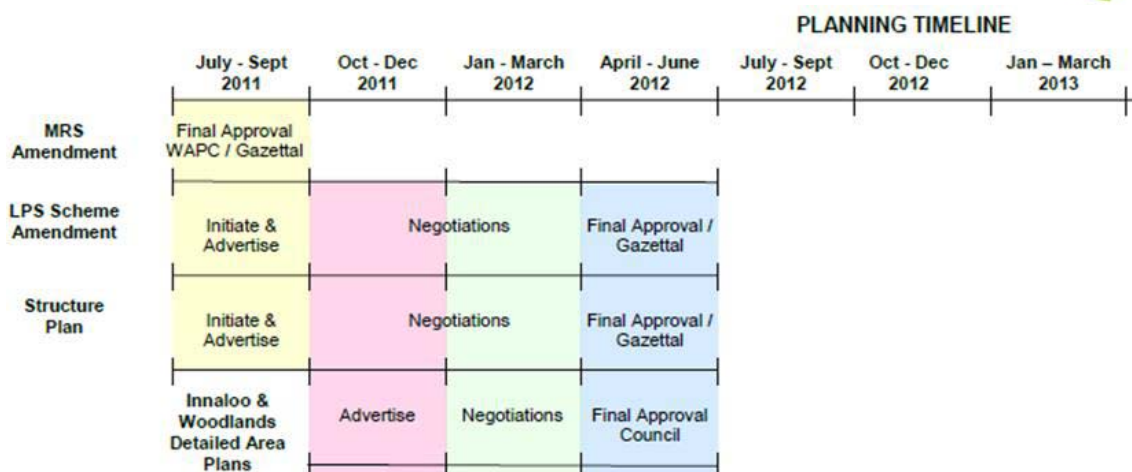 PLANNING TIMELINE
July - Sept Oct - Dec Jan - March April - June July - Sept Oct - Dec Jan – March
2011 2011 2012 2012 2012 2012 2013
MRS Final Approval
Amendment WAPC / Gazettal
LPS Scheme
Amendment
Initiate & Negotiations Final Approval /
Advertise Gazettal
Structure
Plan
Initiate & Negotiations Final Approval /
Advertise Gazettal
Innaloo &
Woodlands
Detailed Area
Plans
Advertise Negotiations Final Approval
Council